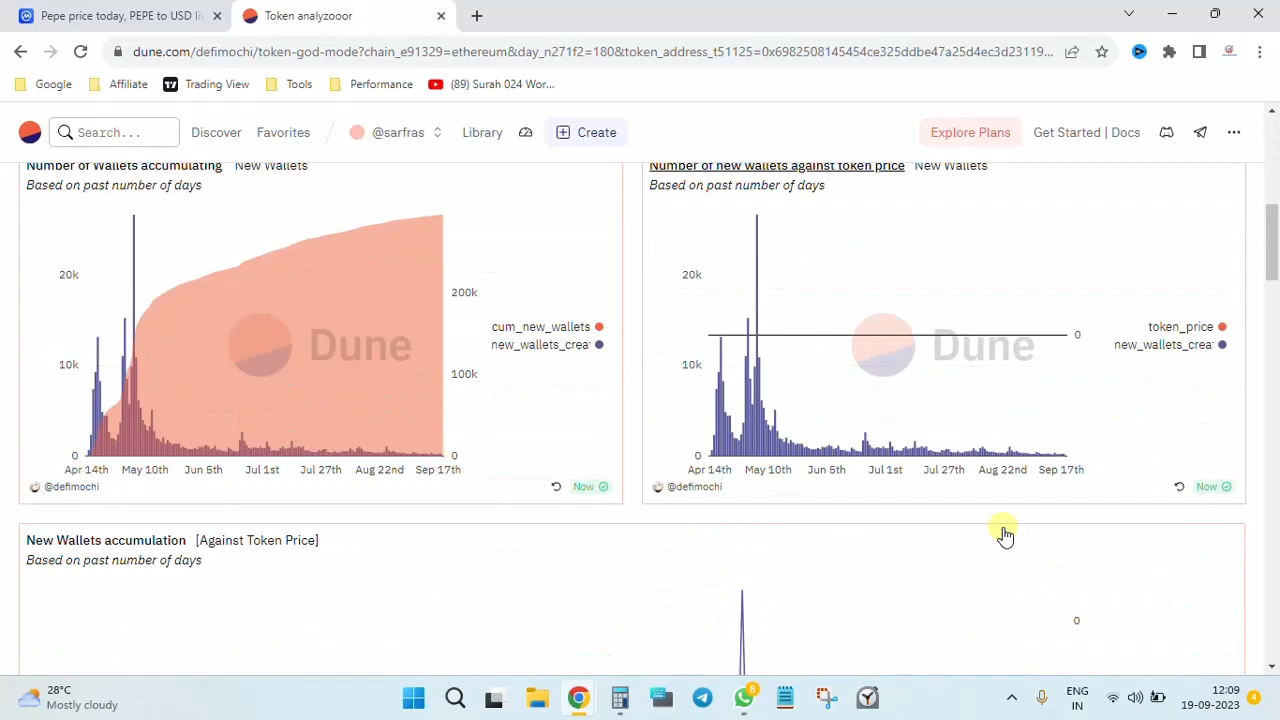 Pepe price today, PEPE to USD li
Token analyzooor
dune.com/defimochi/token-god-mode?chain_e91329=ethereum&day_n271f2=180&token_address_t51125=0x6982508145454ce325ddbe47a25d4ec3d23119...
Google
Affiliate
Trading View
Tools
Performance
(89) Surah 024 Wor...
Search...
Discover
Favorites
@sarfras
Library
Create
Explore Plans
Get Started | Docs
Number of Wallets accumulating New Wallets
Based on past number of days
20k
10k
0
200k
100k
0
cum_new_wallets
new_wallets_crea
Dune
Apr 14th May 10th Jun 5th Jul 1st Jul 27th Aug 22nd Sep 17th
@defimochi
Now
Number of new wallets against token price New Wallets
Based on past number of days
20k
10k
0
0
token_price
new_wallets_crea
Dune
Apr 14th May 10th Jun 5th Jul 1st Jul 27th Aug 22nd Sep 17th
@defimochi
Now
New Wallets accumulation [Against Token Price]
Based on past number of days
0
28°C
Mostly cloudy
8
ENG
IN
12:09
19-09-2023
4